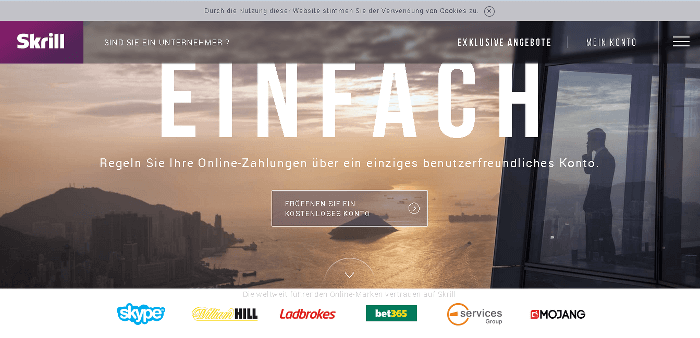 Durch die Nutzung dieser Website stimmen Sie der Verwendung von Cookies zu.
Skrill
SIND SIE EIN UNTERNEHMER ?
EXKLUSIVE ANGEBOTE
MEIN KONTO
EINFACH
Regeln Sie Ihre Online-Zahlungen über ein einziges benutzerfreundliches Konto.
ERÖFFNEN SIE EIN
KOSTENLOSES KONTO
Die weltweit führenden Online-Marken vertrauen auf Skrill
skype
William HILL
Ladbrokes
bet365
eservices
Group
MOJANG